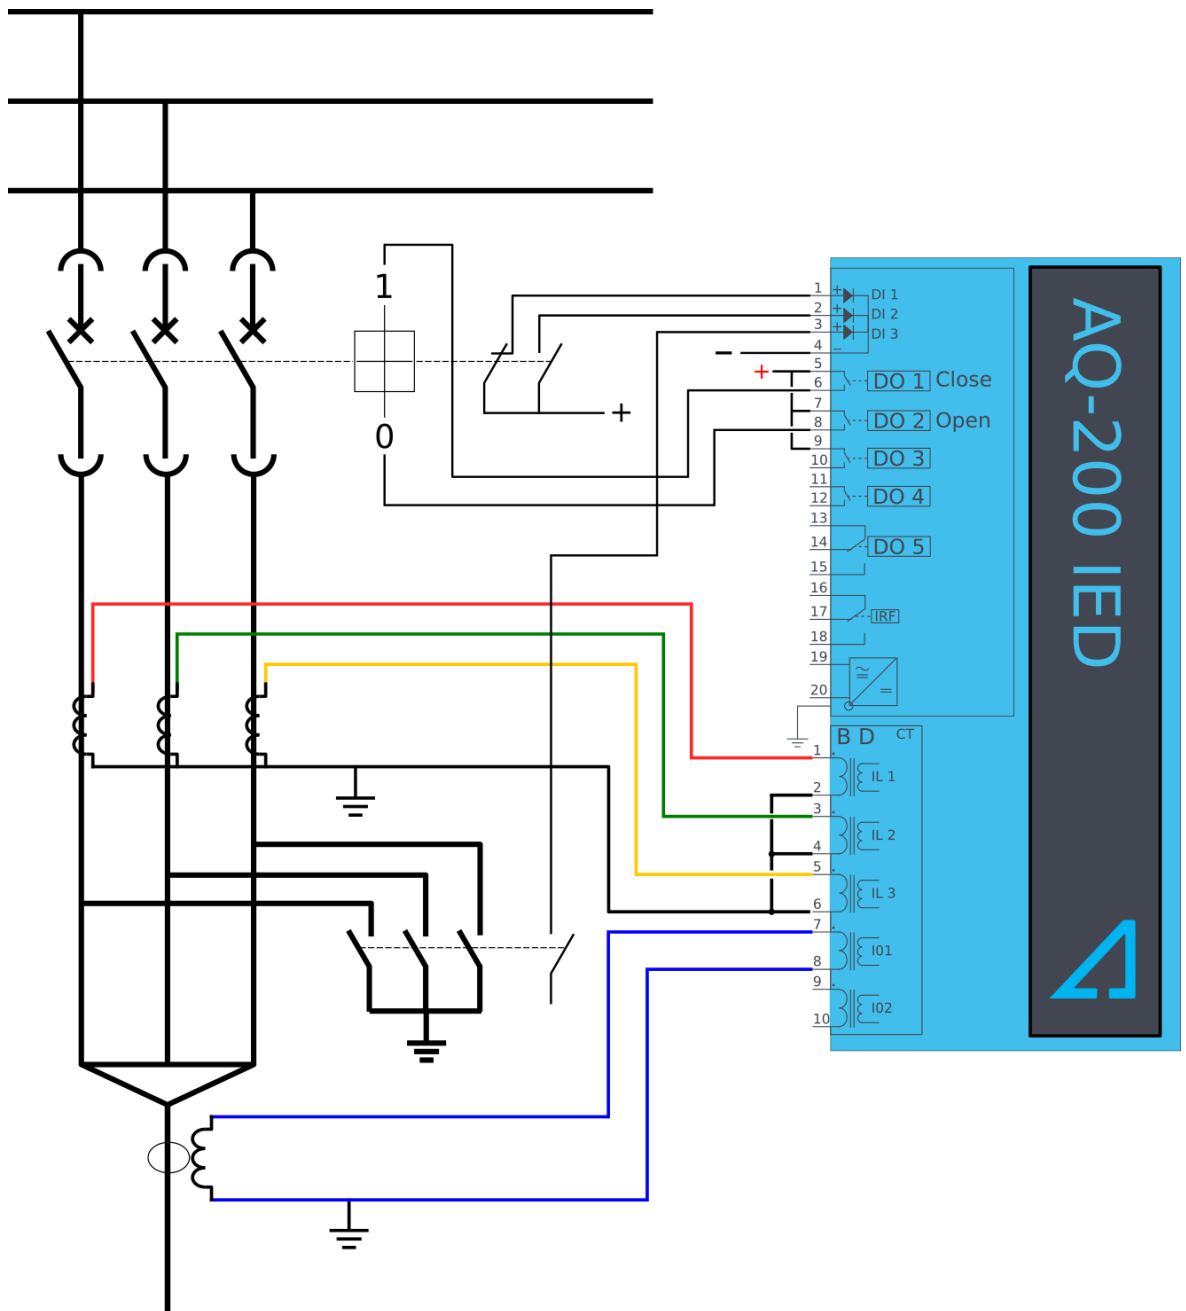 1
0
+
−
+
1 + DI 1
2 + DI 2
3 + DI 3
4 −
5
6 DO 1 Close
7
8 DO 2 Open
9
10 DO 3
11
12 DO 4
13
14 DO 5
15
16
17 IRF
18
19
20
B D CT
1
IL 1
2
3
IL 2
4
5
IL 3
6
7
I01
8
9
I02
10
AQ-200 IED